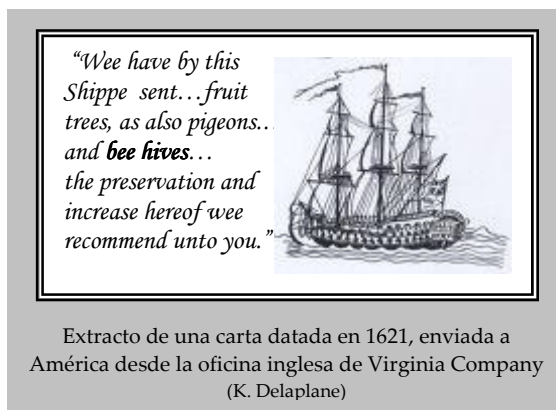 “Wee have by this
Shippe sent…fruit
trees, as also pigeons..
and bee hives…
the preservation and
increase hereof wee
recommend unto you.”
Extracto de una carta datada en 1621, enviada a
América desde la oficina inglesa de Virginia Company
(K. Delaplane)